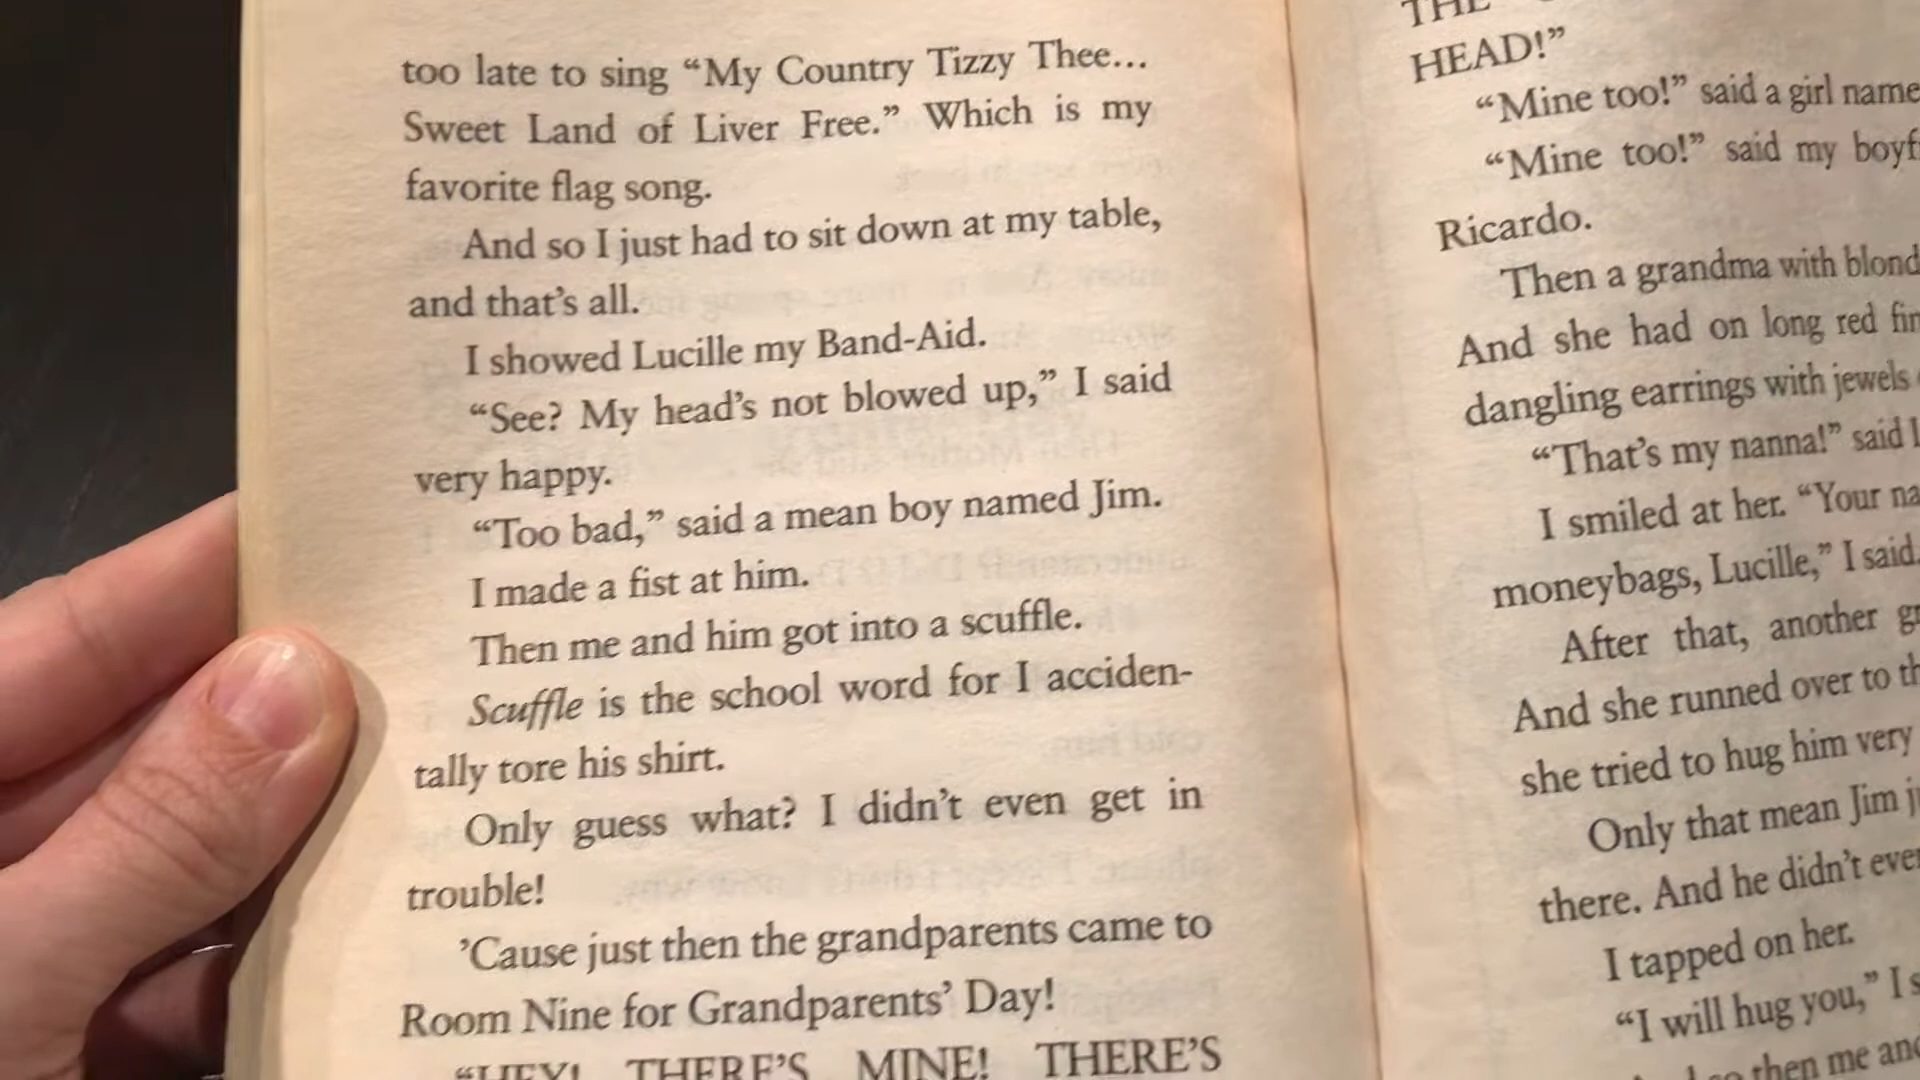 too late to sing “My Country Tizzy Thee...
Sweet Land of Liver Free.” Which is my
favorite flag song.
And so I just had to sit down at my table,
and that’s all.
I showed Lucille my Band-Aid.
“See? My head’s not blowed up,” I said
very happy.
“Too bad,” said a mean boy named Jim.
I made a fist at him.
Then me and him got into a scuffle.
Scuffle is the school word for I acciden-
tally tore his shirt.
Only guess what? I didn’t even get in
trouble!
’Cause just then the grandparents came to
Room Nine for Grandparents’ Day!
“HEY! THERE’S MINE! THERE’S
THE
HEAD!”
“Mine too!” said a girl
“Mine too!” said my
Ricardo.
Then a grandma with
And she had on long red
dangling earrings with jewels
“That’s my nanna!” said
I smiled at her. “Your
moneybags, Lucille,” I said.
After that, another
And she runned over to
she tried to hug him very
Only that mean Jim
there. And he didn’t
I tapped on her.
“I will hug you,” I
so then me